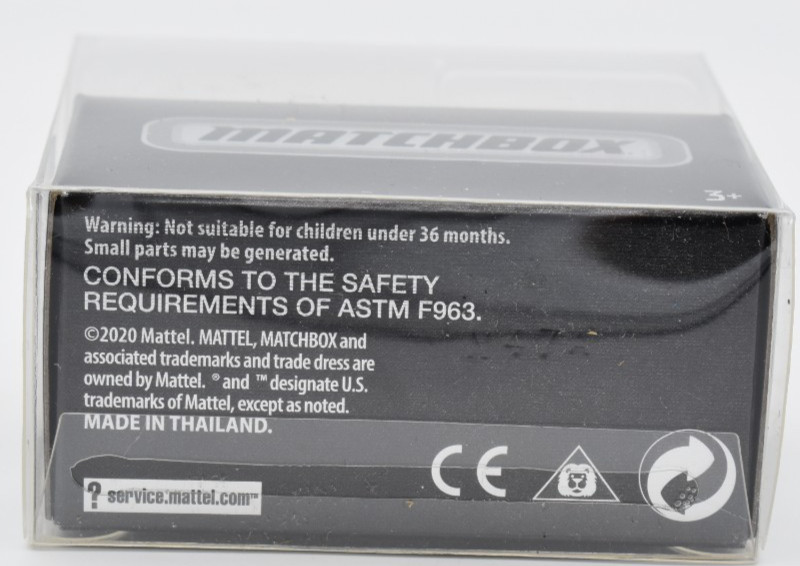 MATCHBOX
3+
Warning: Not suitable for children under 36 months.
Small parts may be generated.
CONFORMS TO THE SAFETY
REQUIREMENTS OF ASTM F963.
©2020 Mattel. MATTEL, MATCHBOX and
associated trademarks and trade dress are
owned by Mattel. ® and ™ designate U.S.
trademarks of Mattel, except as noted.
MADE IN THAILAND.
CE
? service.mattel.com™